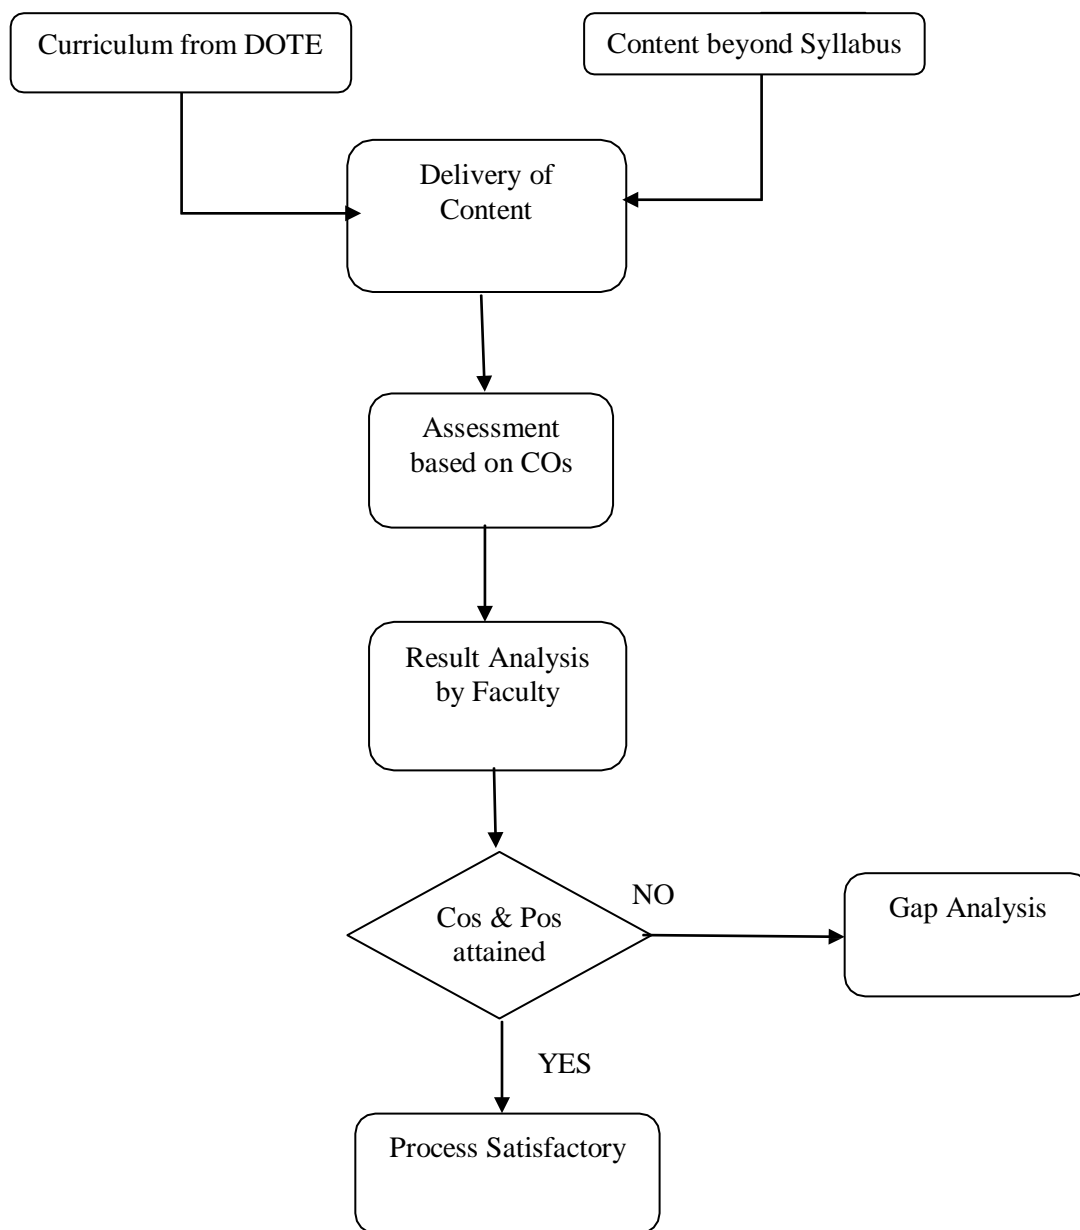 Curriculum from DOTE
Content beyond Syllabus
Delivery of
Content
Assessment
based on COs
Result Analysis
by Faculty
Cos & Pos
attained
NO
Gap Analysis
YES
Process Satisfactory